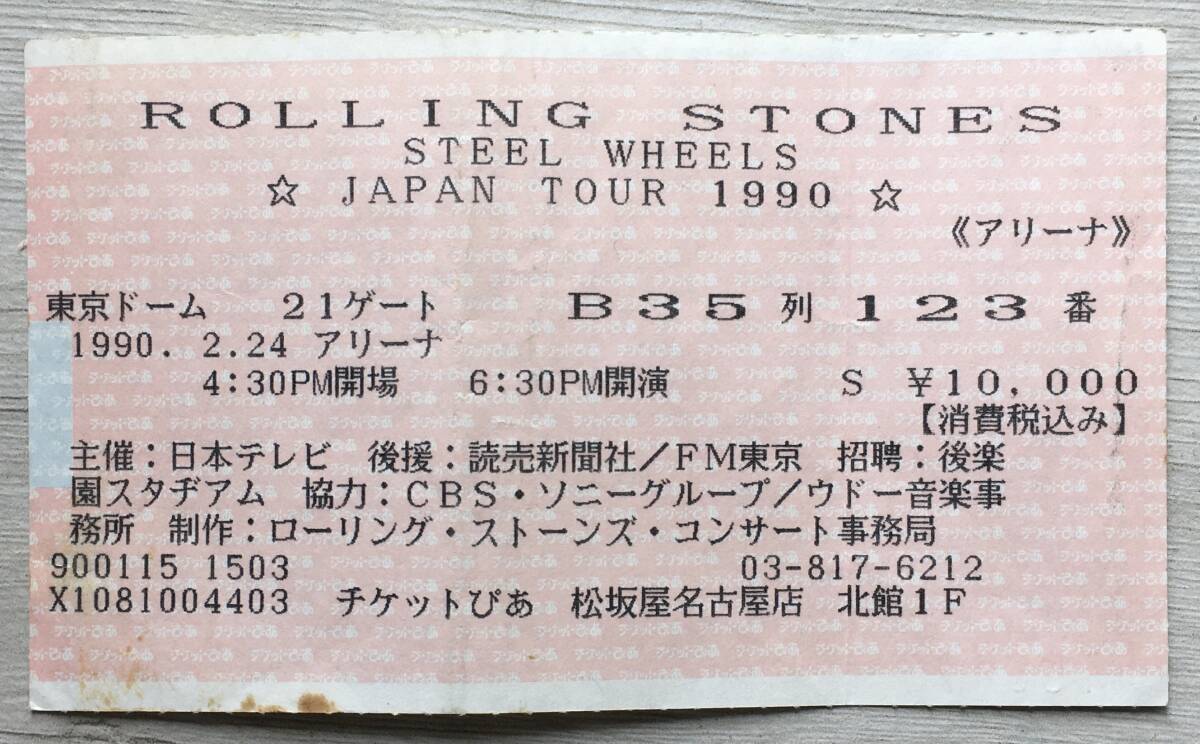 ROLLING STONES
STEEL WHEELS
☆ JAPAN TOUR 1990 ☆
《アリーナ》
東京ドーム 21ゲート B35列 123番
1990. 2.24 アリーナ
4:30PM開場 6:30PM開演 S ¥10,000
【消費税込み】
主催:日本テレビ 後援:読売新聞社/FM東京 招聘:後楽
園スタヂアム 協力:CBS・ソニーグループ/ウドー音楽事
務所 制作:ローリング・ストーンズ・コンサート事務局
900115 1503 03-817-6212
X1081004403 チケットぴあ 松坂屋名古屋店 北館1F